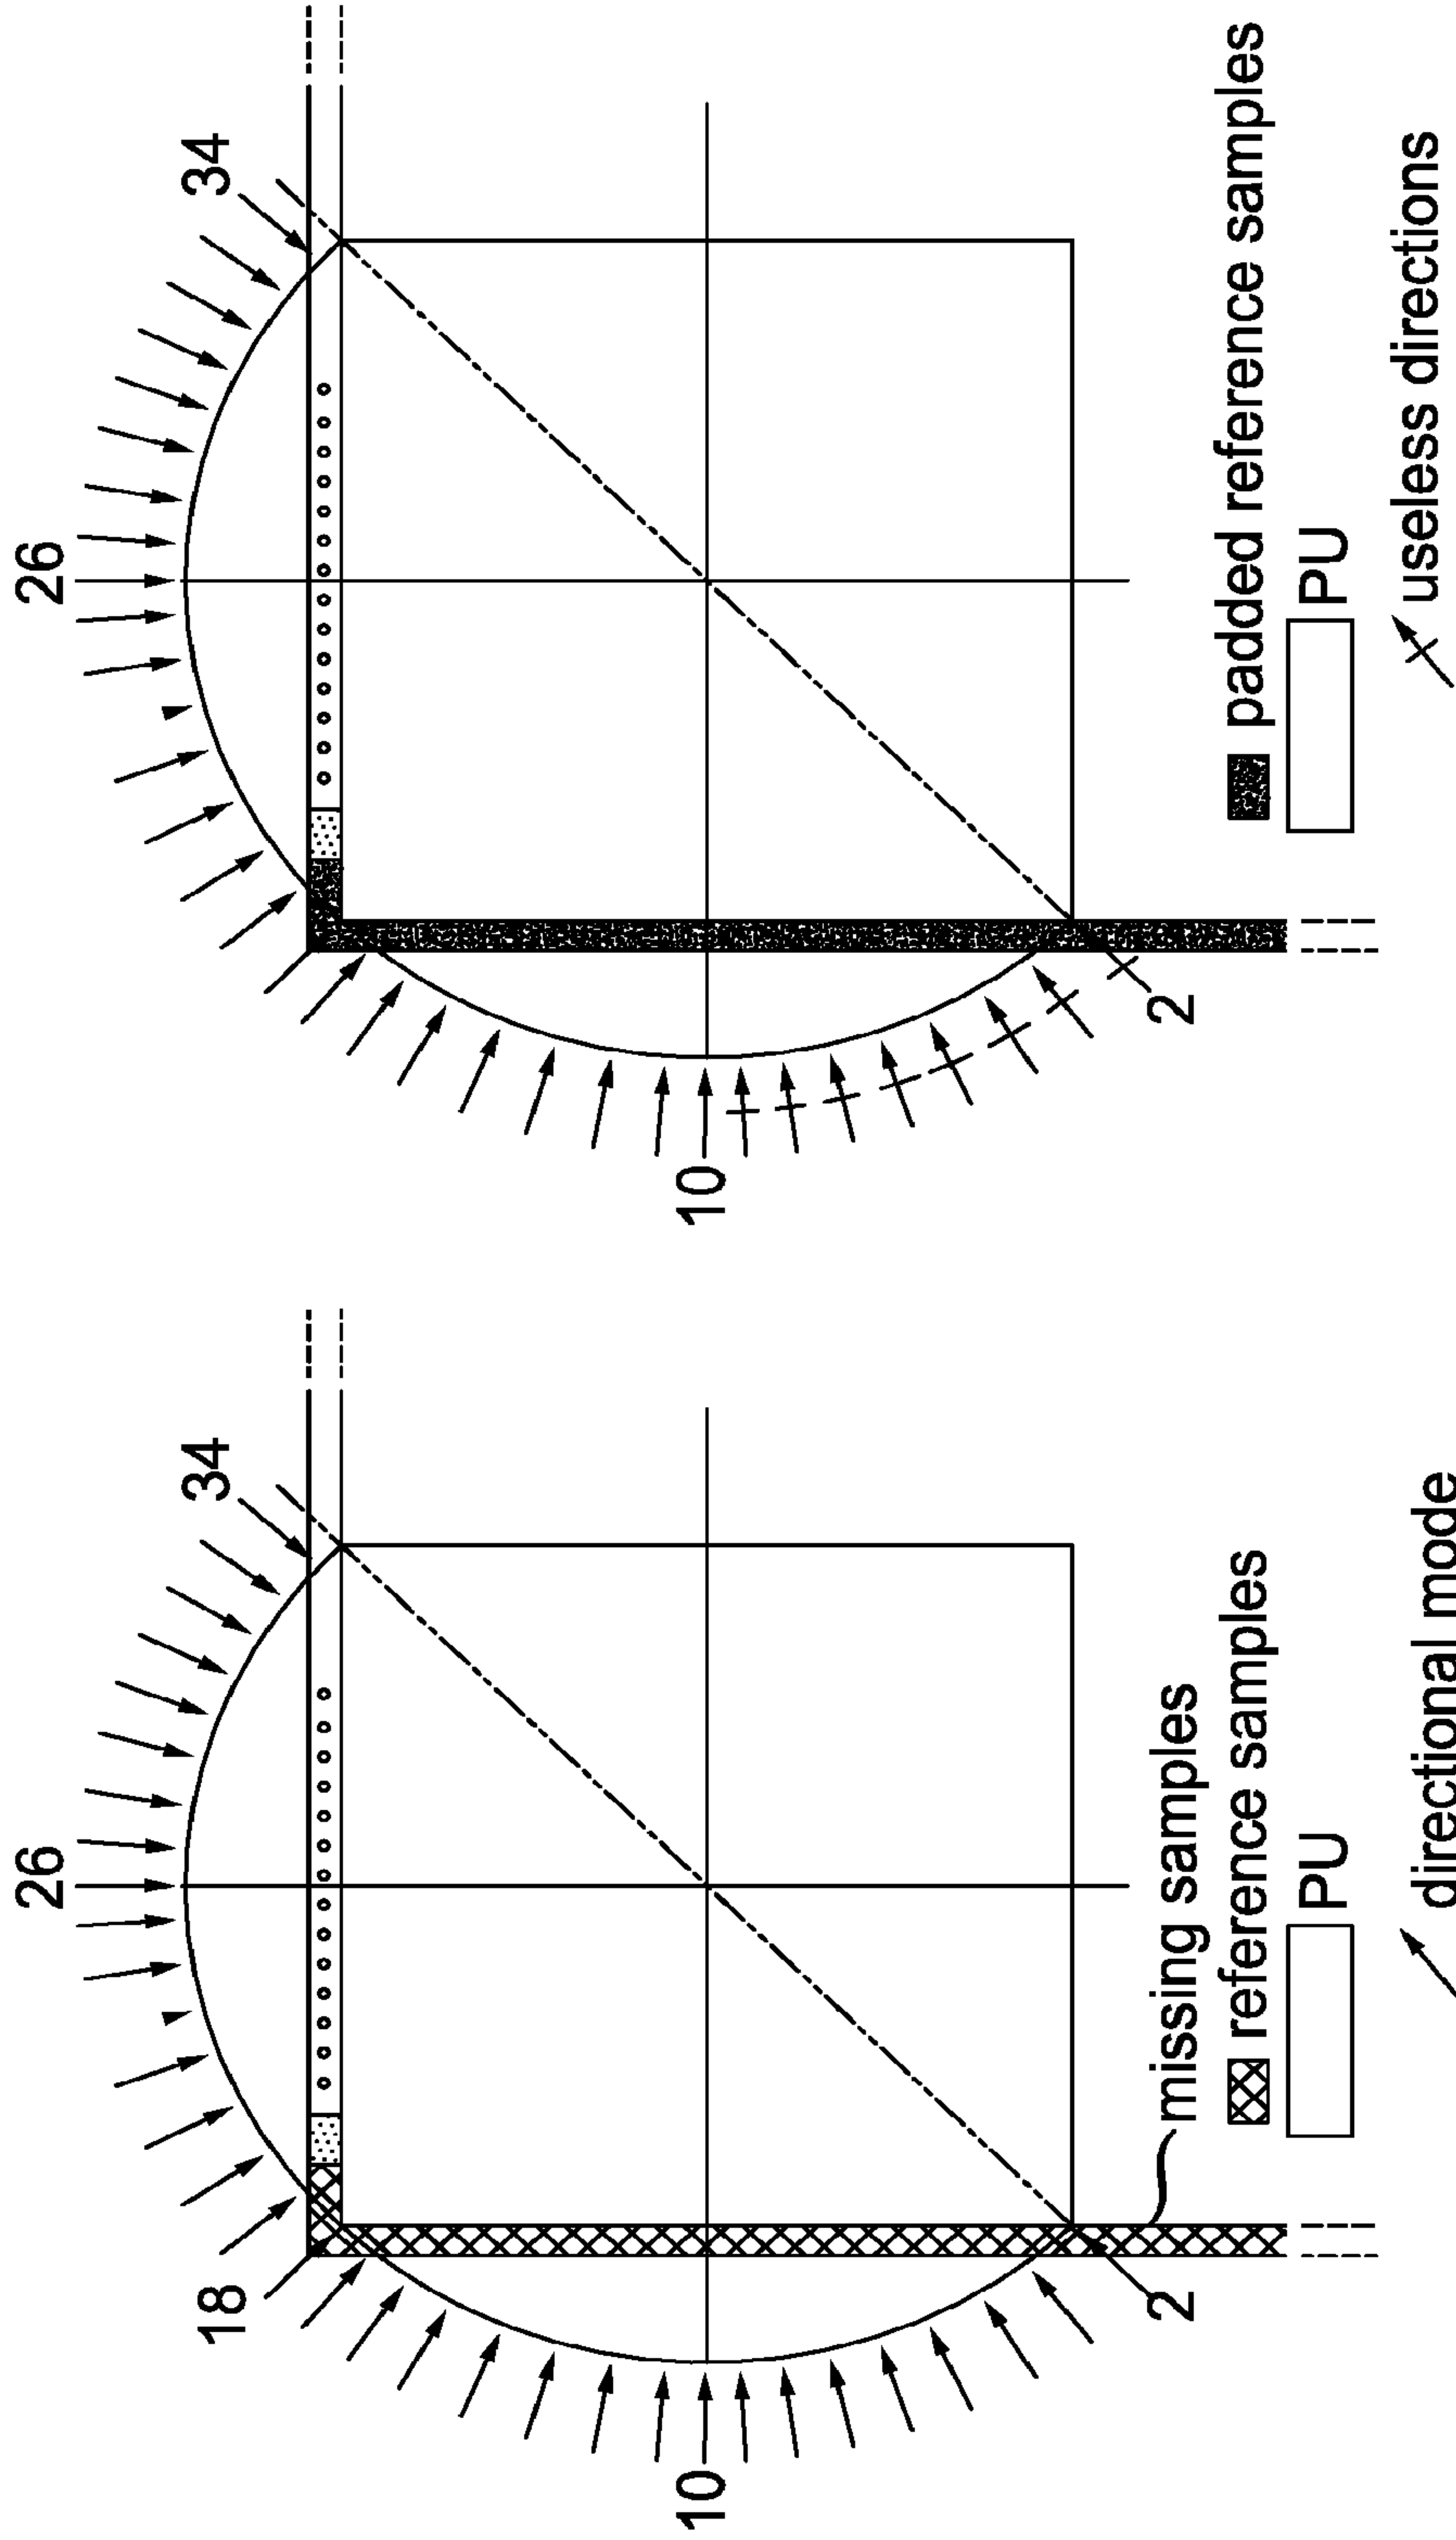 26
34
18
10
2
missing samples
reference samples
PU
directional mode
26
34
10
2
padded reference samples
PU
useless directions